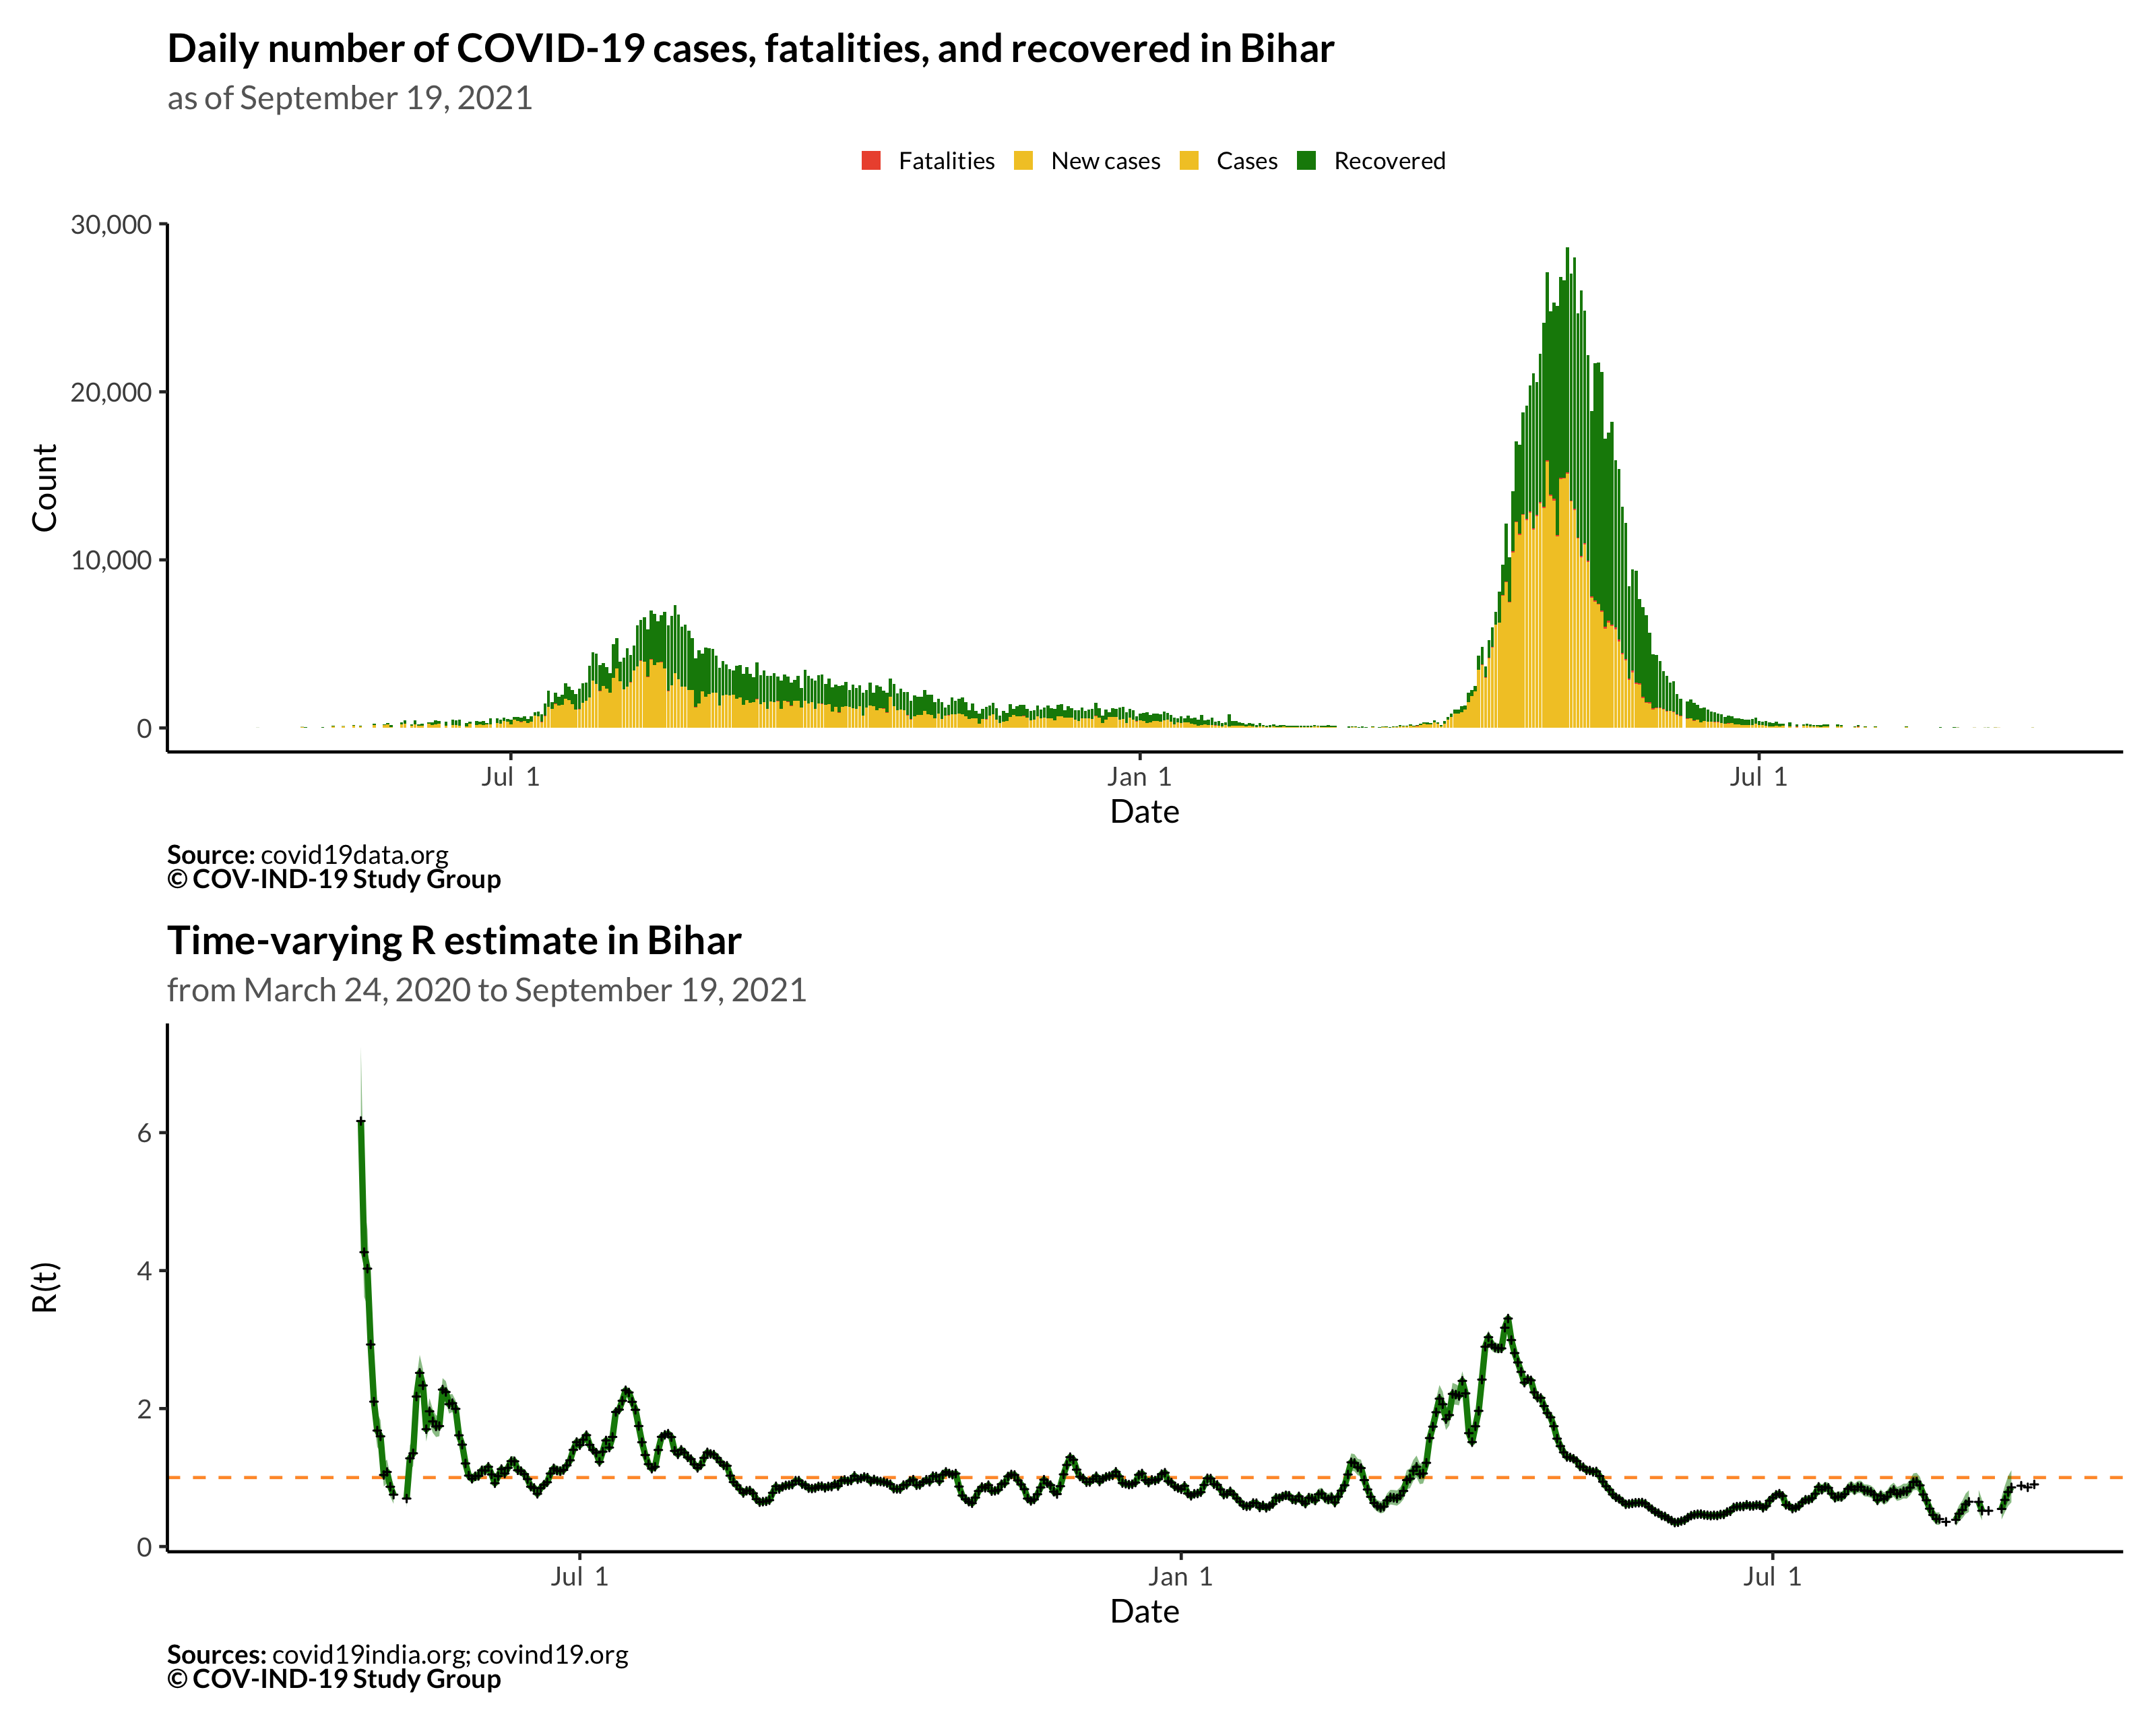 Daily number of COVID-19 cases, fatalities, and recovered in Bihar
as of September 19, 2021
Fatalities New cases Cases Recovered
30,000
20,000
10,000
0
Count
Jul 1 Jan 1 Jul 1
Date
Source: covid19data.org
© COV-IND-19 Study Group
Time-varying R estimate in Bihar
from March 24, 2020 to September 19, 2021
6
4
2
0
R(t)
Jul 1 Jan 1 Jul 1
Date
Sources: covid19india.org; covind19.org
© COV-IND-19 Study Group